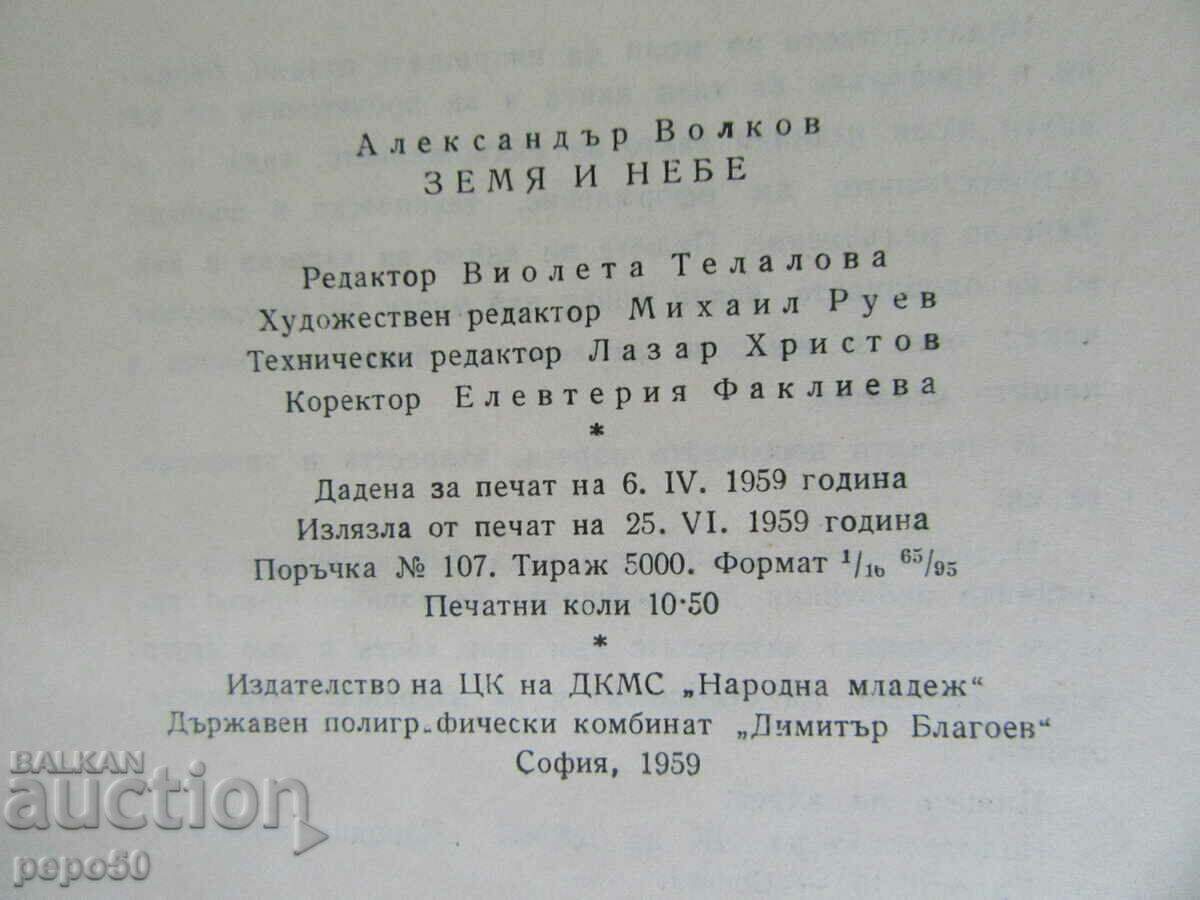 Александър Волков
ЗЕМЯ И НЕБЕ
Редактор Виолета Телалова
Художествен редактор Михаил Руев
Технически редактор Лазар Христов
Коректор Елевтерия Факлиева
*
Дадена за печат на 6. IV. 1959 година
Излязла от печат на 25. VI. 1959 година
Поръчка № 107. Тираж 5000. Формат 1/16 65/95
Печатни коли 10·50
*
Издателство на ЦК на ДКМС „Народна младеж“
Държавен полигр.фически комбинат „Димитър Благоев“
София, 1959
BALKAN
auction
pepo50